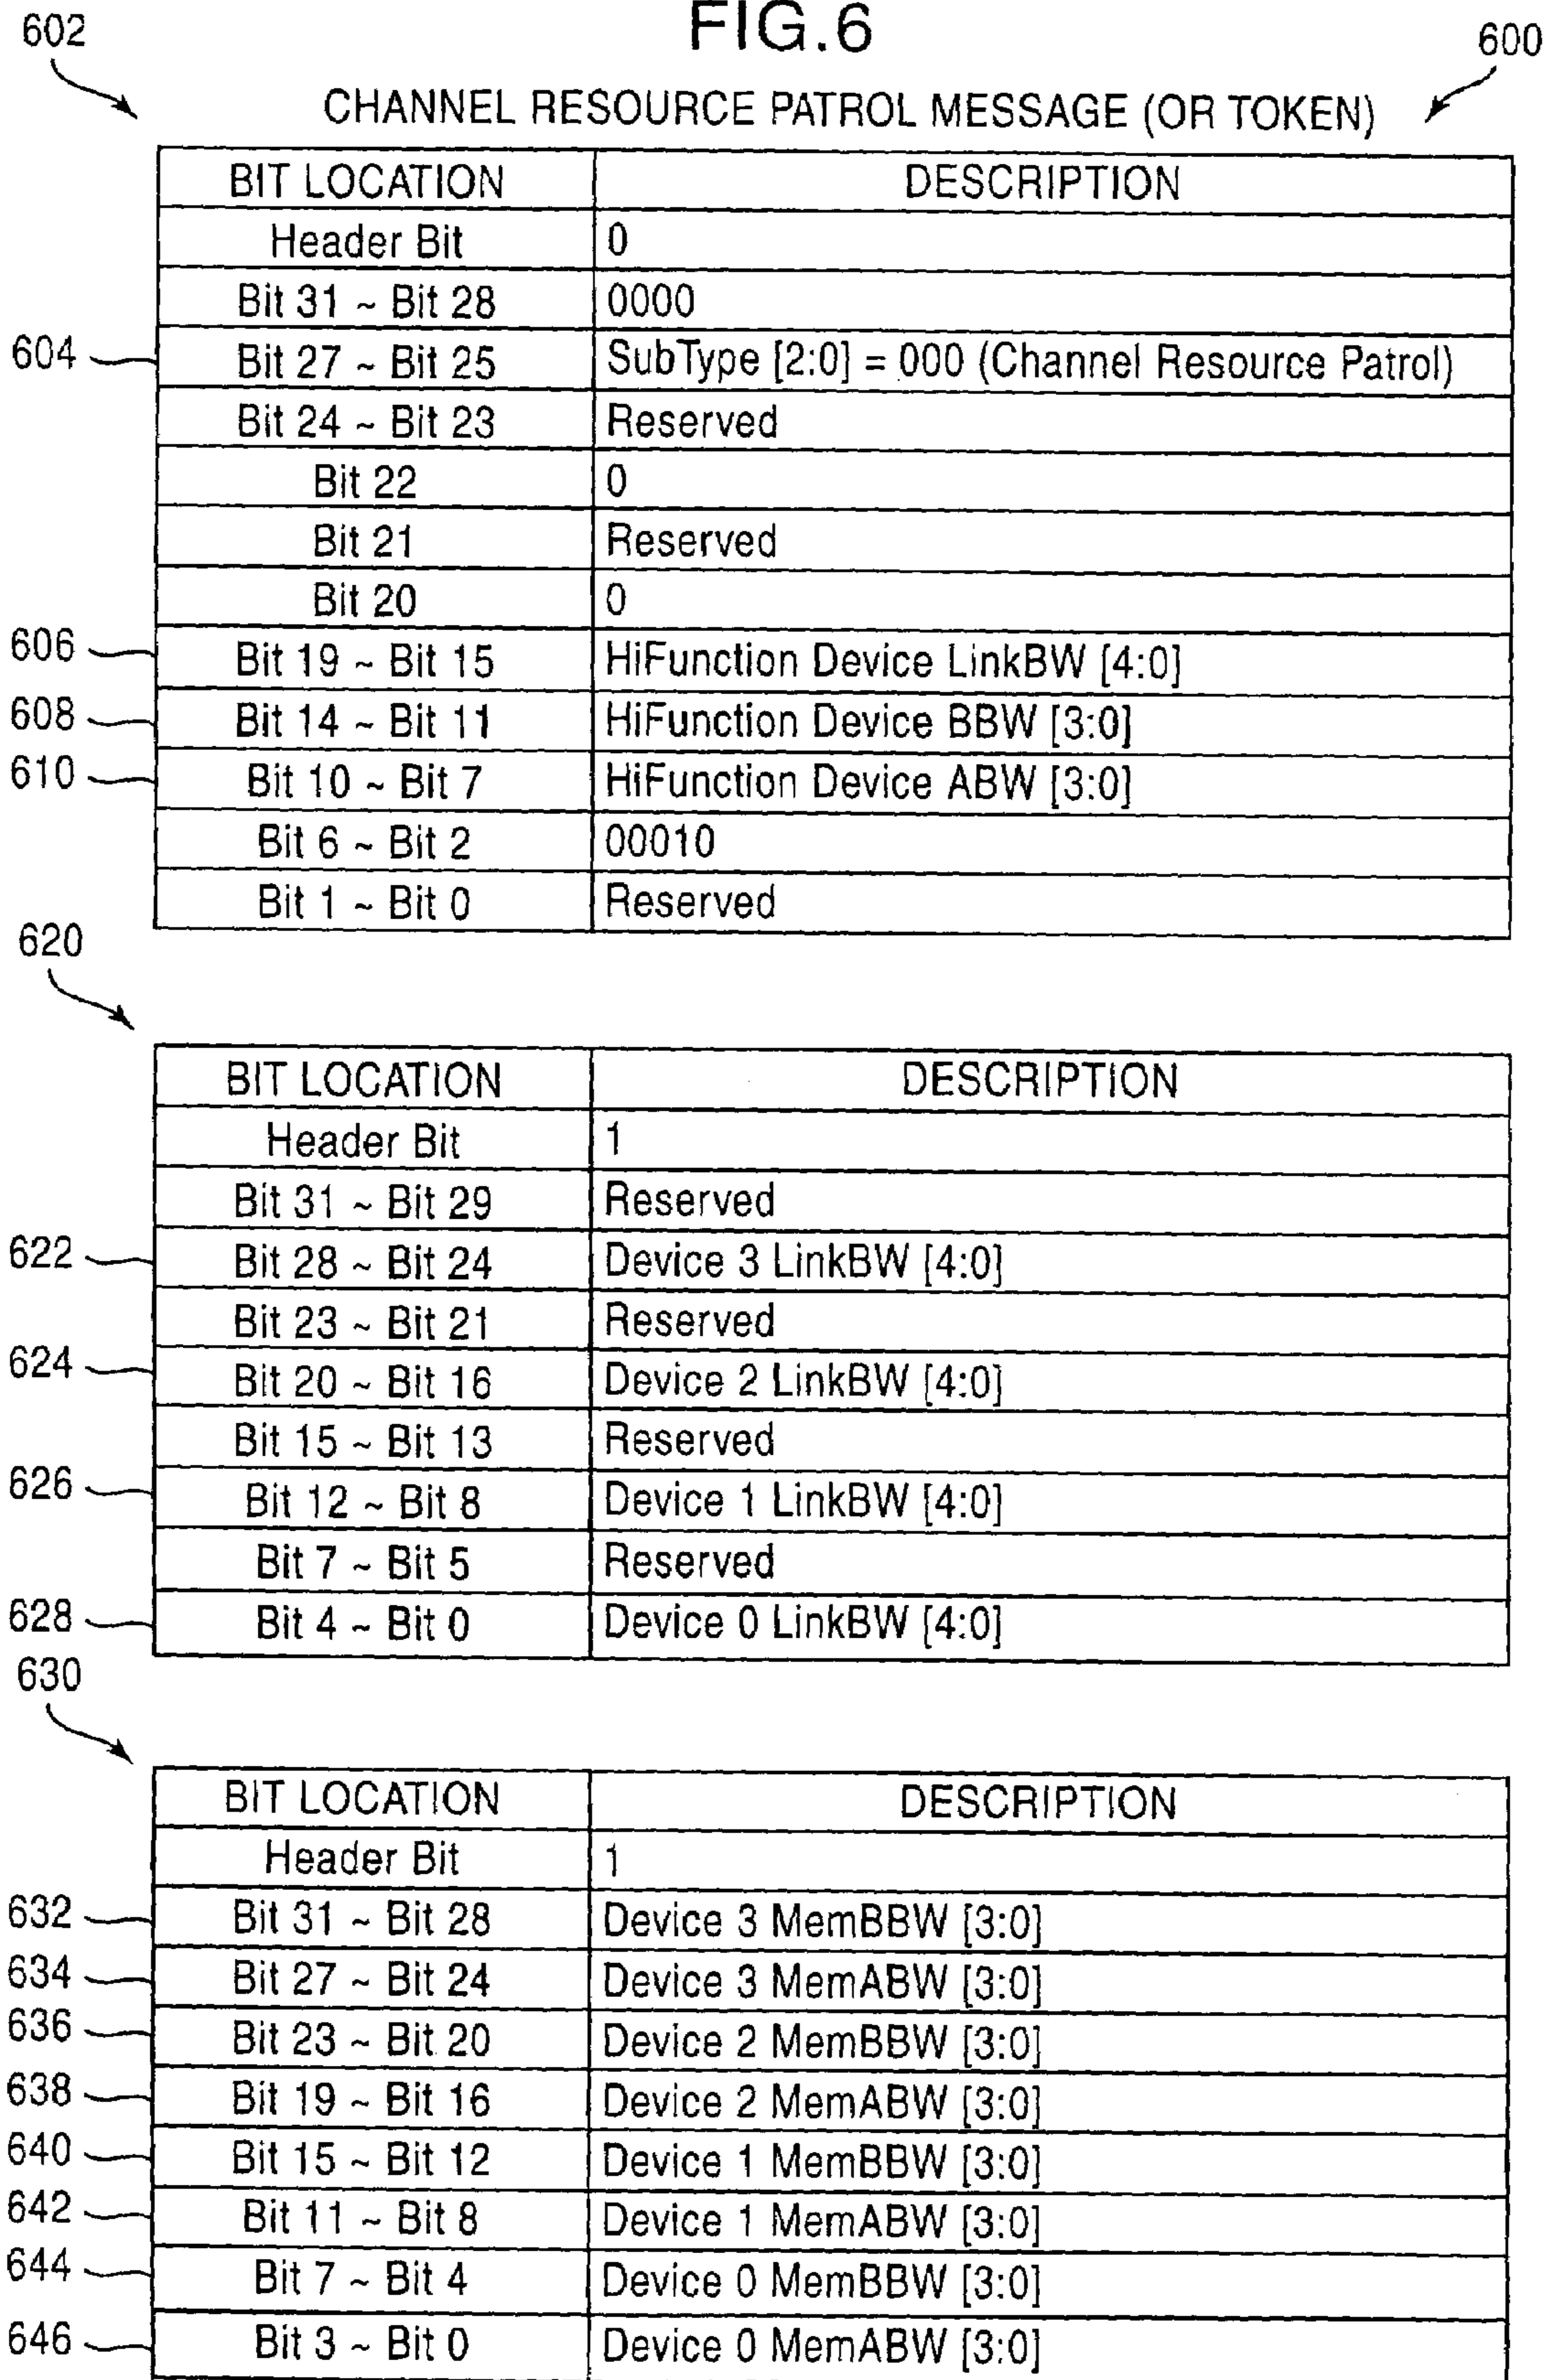 FIG.6
602
600
CHANNEL RESOURCE PATROL MESSAGE (OR TOKEN)
BIT LOCATION DESCRIPTION
Header Bit 0
Bit 31 ~ Bit 28 0000
604 Bit 27 ~ Bit 25 SubType [2:0] = 000 (Channel Resource Patrol)
Bit 24 ~ Bit 23 Reserved
Bit 22 0
Bit 21 Reserved
Bit 20 0
606 Bit 19 ~ Bit 15 HiFunction Device LinkBW [4:0]
608 Bit 14 ~ Bit 11 HiFunction Device BBW [3:0]
610 Bit 10 ~ Bit 7 HiFunction Device ABW [3:0]
Bit 6 ~ Bit 2 00010
Bit 1 ~ Bit 0 Reserved
620
BIT LOCATION DESCRIPTION
Header Bit 1
Bit 31 ~ Bit 29 Reserved
622 Bit 28 ~ Bit 24 Device 3 LinkBW [4:0]
Bit 23 ~ Bit 21 Reserved
624 Bit 20 ~ Bit 16 Device 2 LinkBW [4:0]
Bit 15 ~ Bit 13 Reserved
626 Bit 12 ~ Bit 8 Device 1 LinkBW [4:0]
Bit 7 ~ Bit 5 Reserved
628 Bit 4 ~ Bit 0 Device 0 LinkBW [4:0]
630
BIT LOCATION DESCRIPTION
Header Bit 1
632 Bit 31 ~ Bit 28 Device 3 MemBBW [3:0]
634 Bit 27 ~ Bit 24 Device 3 MemABW [3:0]
636 Bit 23 ~ Bit 20 Device 2 MemBBW [3:0]
638 Bit 19 ~ Bit 16 Device 2 MemABW [3:0]
640 Bit 15 ~ Bit 12 Device 1 MemBBW [3:0]
642 Bit 11 ~ Bit 8 Device 1 MemABW [3:0]
644 Bit 7 ~ Bit 4 Device 0 MemBBW [3:0]
646 Bit 3 ~ Bit 0 Device 0 MemABW [3:0]